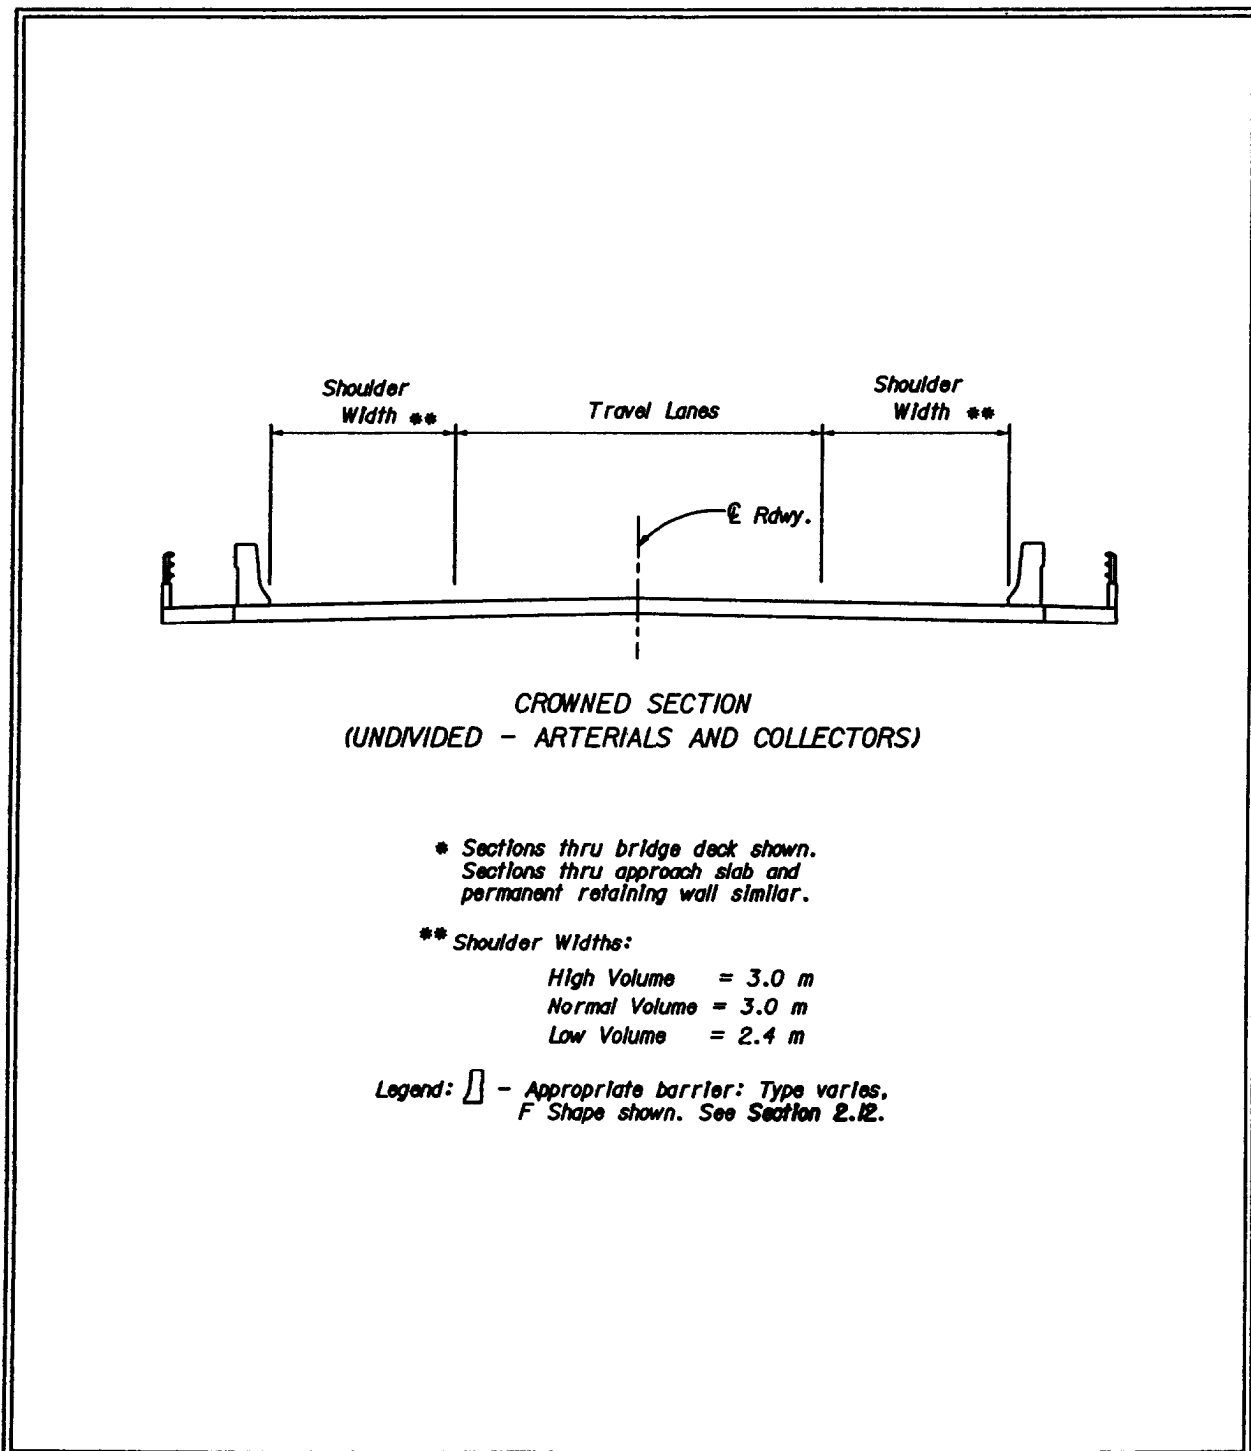 Shoulder
Width **
Travel Lanes
Shoulder
Width **
℄ Rdwy.
CROWNED SECTION
(UNDIVIDED - ARTERIALS AND COLLECTORS)
* Sections thru bridge deck shown.
Sections thru approach slab and
permanent retaining wall similar.
** Shoulder Widths:
High Volume = 3.0 m
Normal Volume = 3.0 m
Low Volume = 2.4 m
Legend: - Appropriate barrier: Type varies,
F Shape shown. See Section 2.12.